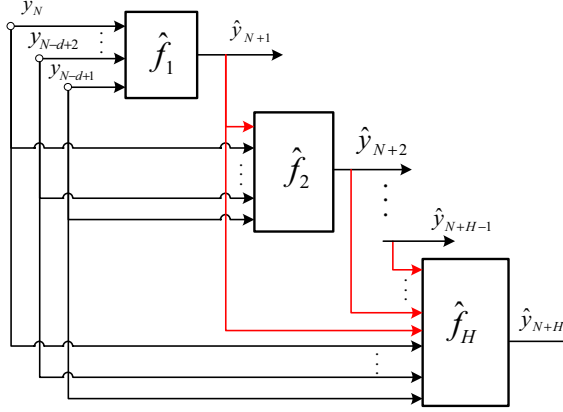 y_N
y_{N-d+2}
y_{N-d+1}
f̂_1
ŷ_{N+1}
f̂_2
ŷ_{N+2}
ŷ_{N+H-1}
f̂_H
ŷ_{N+H}